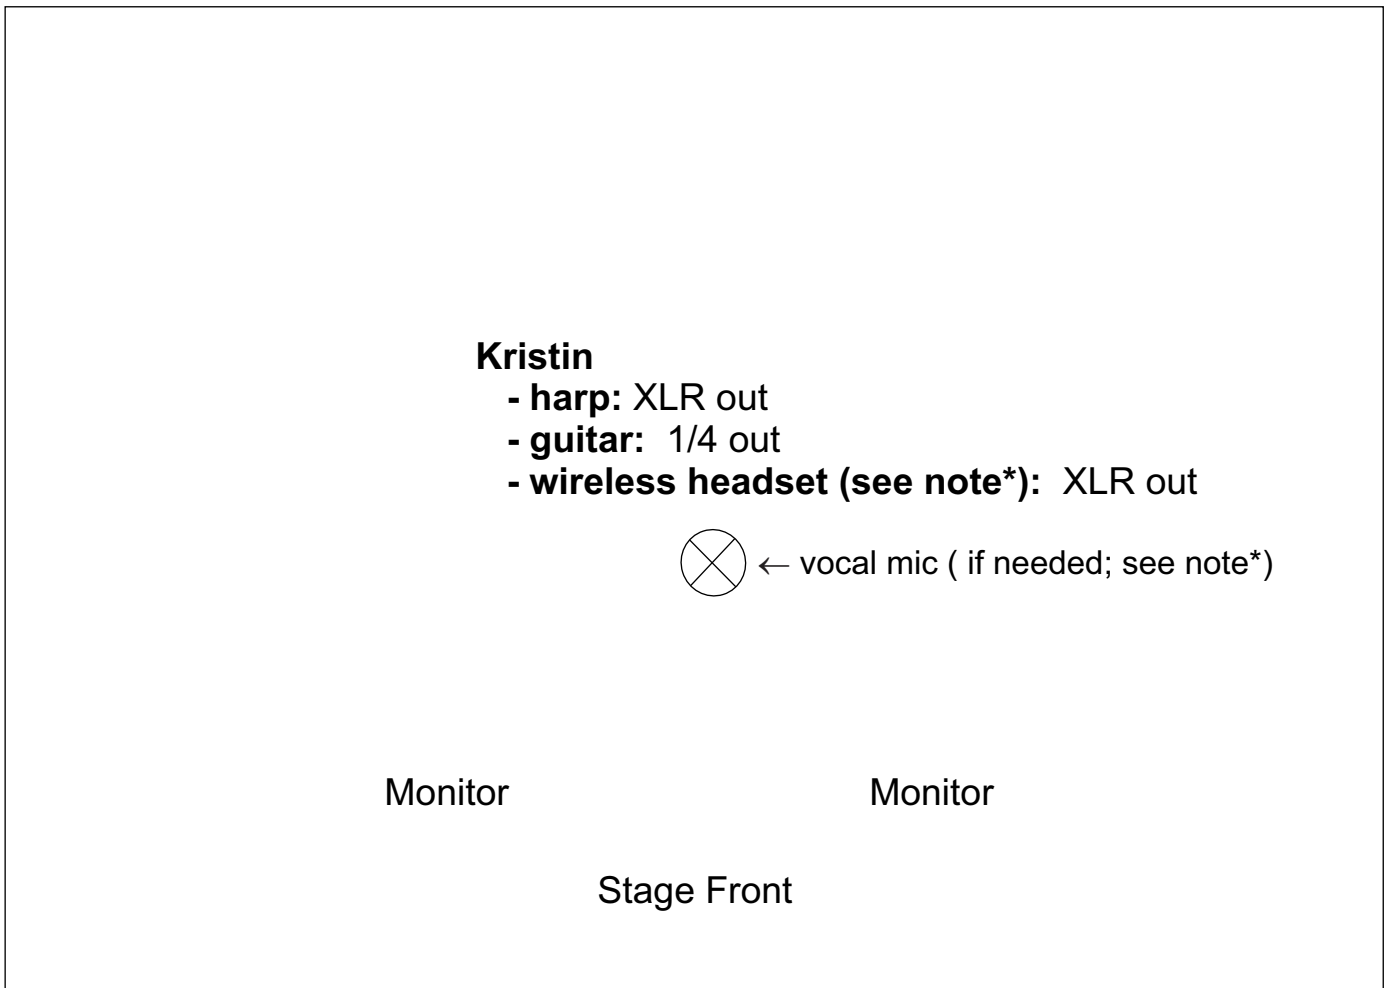 Kristin
- harp: XLR out
- guitar:  1/4 out
- wireless headset (see note*):  XLR out
← vocal mic ( if needed; see note*)
Monitor Monitor
Stage Front